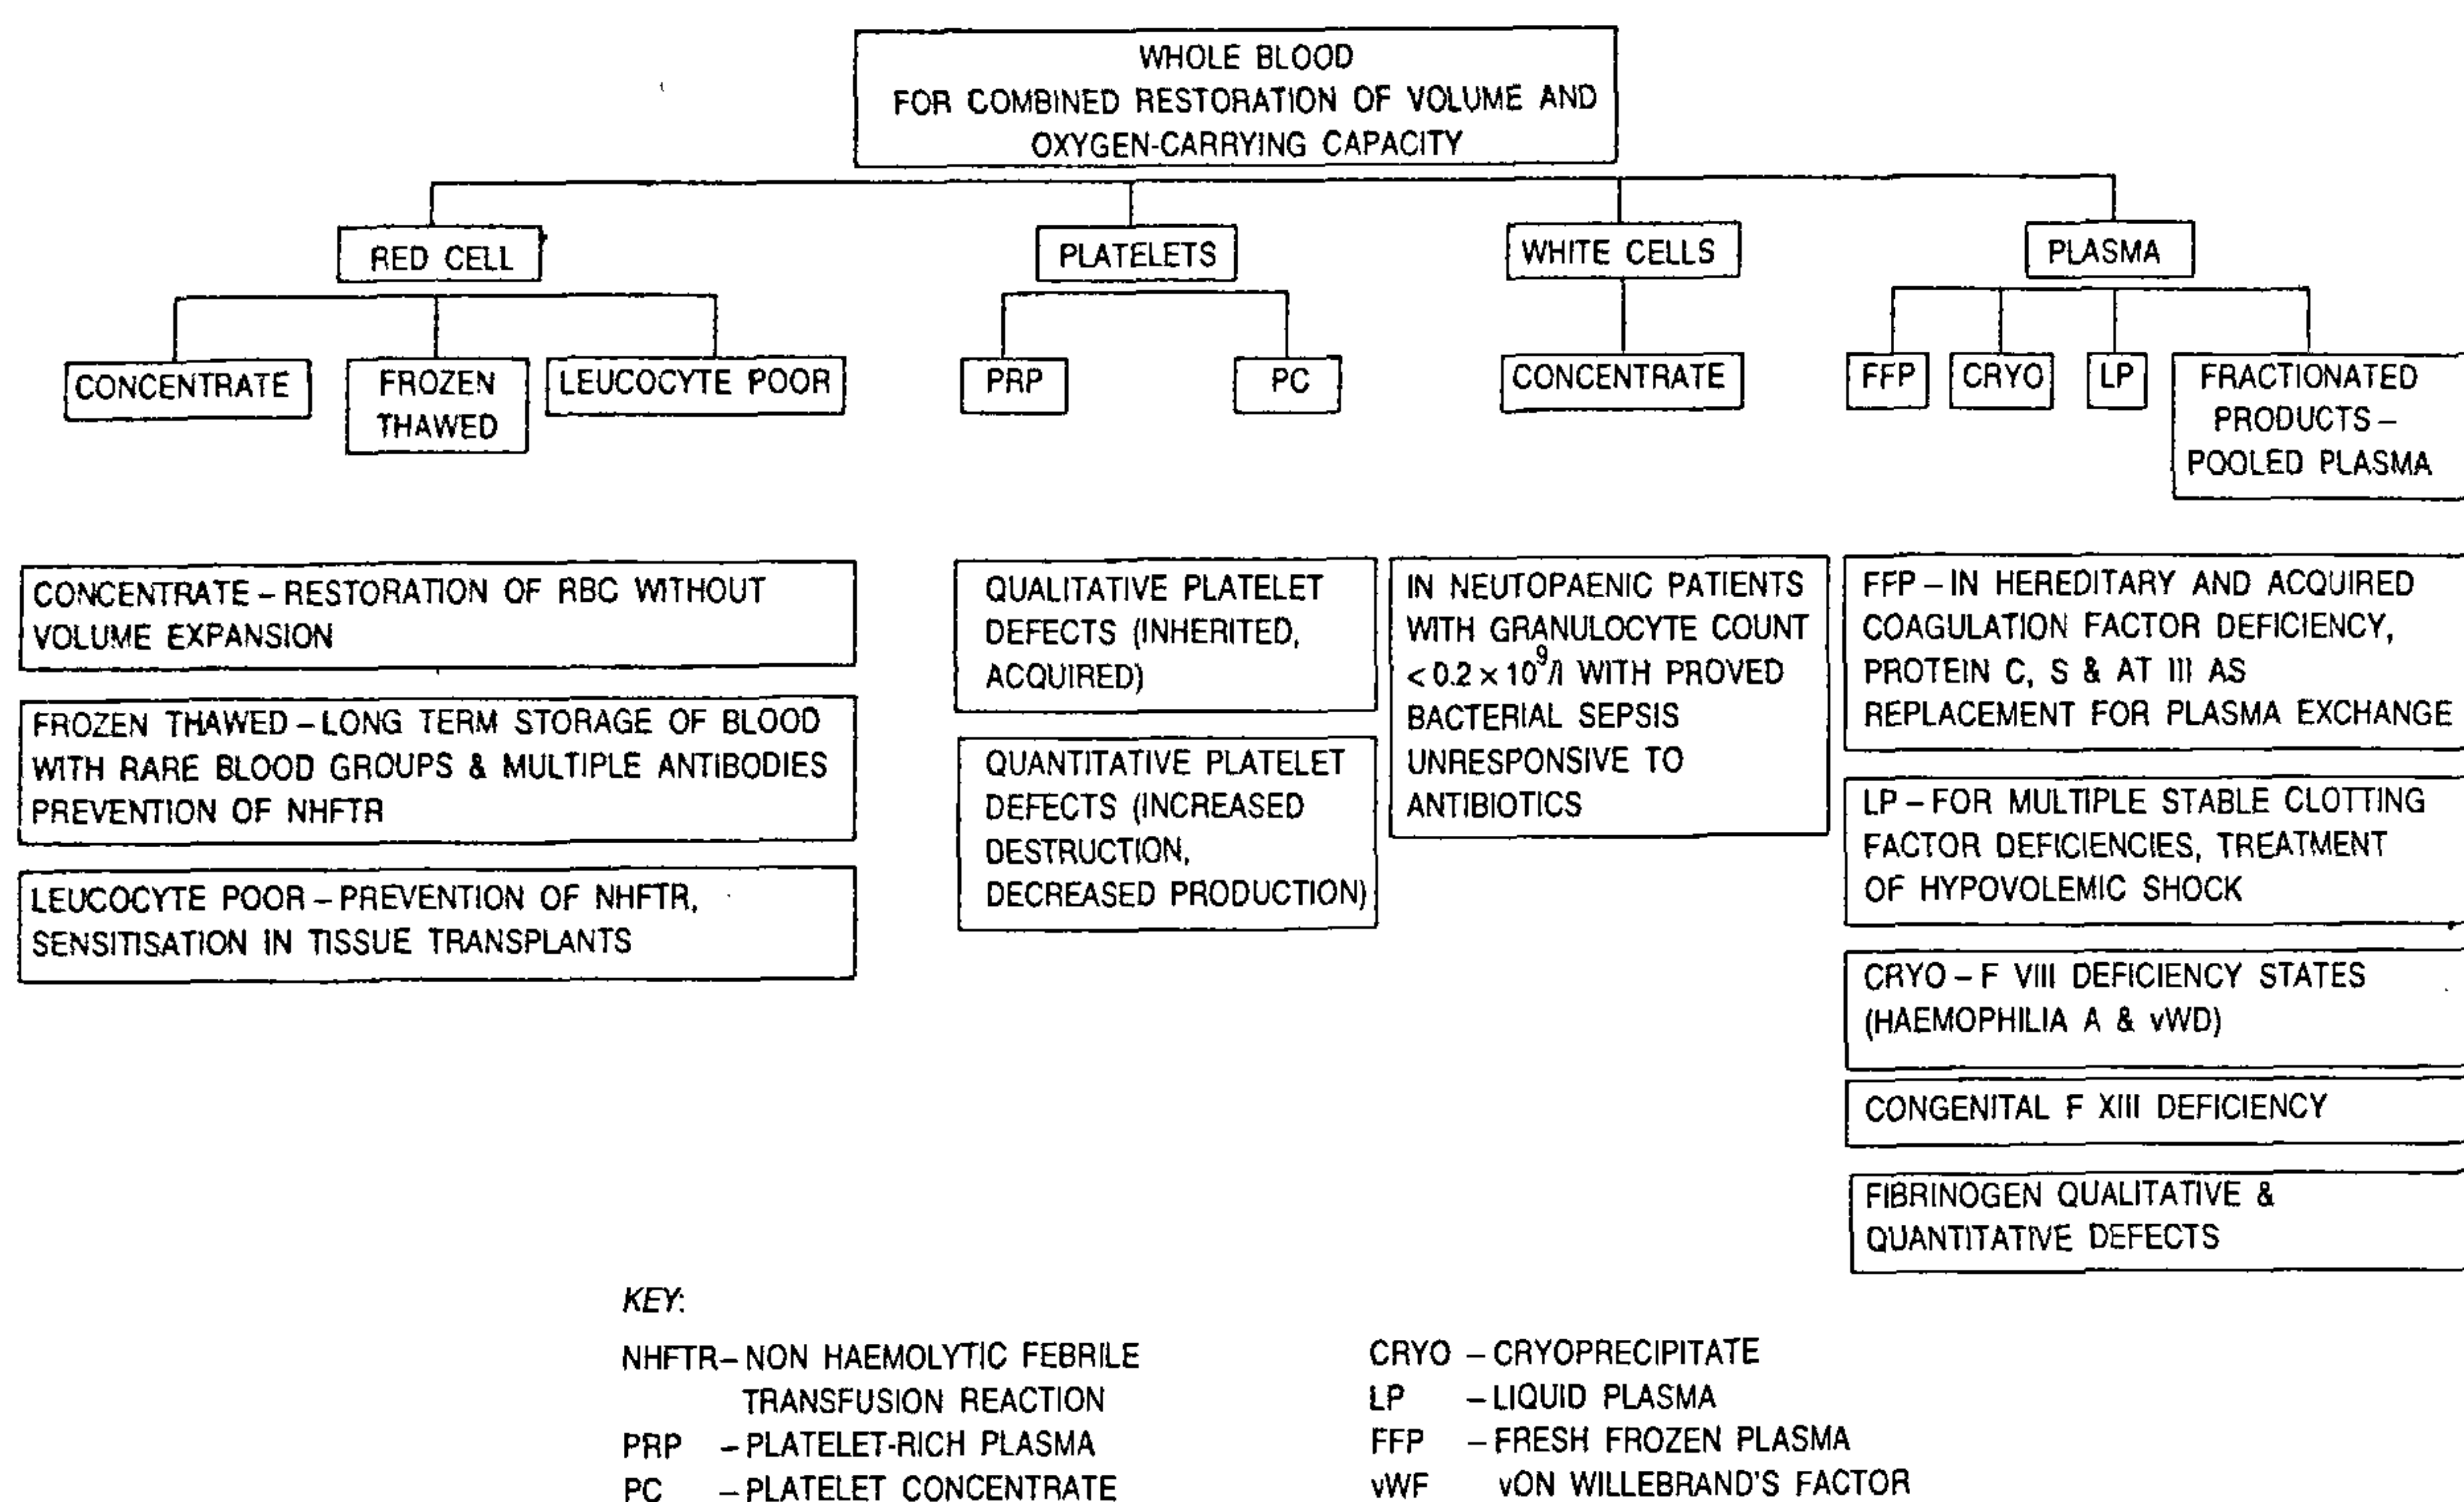 WHOLE BLOOD
FOR COMBINED RESTORATION OF VOLUME AND
OXYGEN-CARRYING CAPACITY
RED CELL
PLATELETS
WHITE CELLS
PLASMA
CONCENTRATE
FROZEN
THAWED
LEUCOCYTE POOR
PRP
PC
CONCENTRATE
FFP
CRYO
LP
FRACTIONATED
PRODUCTS –
POOLED PLASMA
CONCENTRATE – RESTORATION OF RBC WITHOUT
VOLUME EXPANSION
FROZEN THAWED – LONG TERM STORAGE OF BLOOD
WITH RARE BLOOD GROUPS & MULTIPLE ANTIBODIES
PREVENTION OF NHFTR
LEUCOCYTE POOR – PREVENTION OF NHFTR,
SENSITISATION IN TISSUE TRANSPLANTS
QUALITATIVE PLATELET
DEFECTS (INHERITED,
ACQUIRED)
QUANTITATIVE PLATELET
DEFECTS (INCREASED
DESTRUCTION,
DECREASED PRODUCTION)
IN NEUTOPAENIC PATIENTS
WITH GRANULOCYTE COUNT
< 0.2 × 10⁹/l WITH PROVED
BACTERIAL SEPSIS
UNRESPONSIVE TO
ANTIBIOTICS
FFP – IN HEREDITARY AND ACQUIRED
COAGULATION FACTOR DEFICIENCY,
PROTEIN C, S & AT III AS
REPLACEMENT FOR PLASMA EXCHANGE
LP – FOR MULTIPLE STABLE CLOTTING
FACTOR DEFICIENCIES, TREATMENT
OF HYPOVOLEMIC SHOCK
CRYO – F VIII DEFICIENCY STATES
(HAEMOPHILIA A & vWD)
CONGENITAL F XIII DEFICIENCY
FIBRINOGEN QUALITATIVE &
QUANTITATIVE DEFECTS
KEY:
NHFTR – NON HAEMOLYTIC FEBRILE
TRANSFUSION REACTION
PRP – PLATELET-RICH PLASMA
PC – PLATELET CONCENTRATE
CRYO – CRYOPRECIPITATE
LP – LIQUID PLASMA
FFP – FRESH FROZEN PLASMA
vWF vON WILLEBRAND'S FACTOR